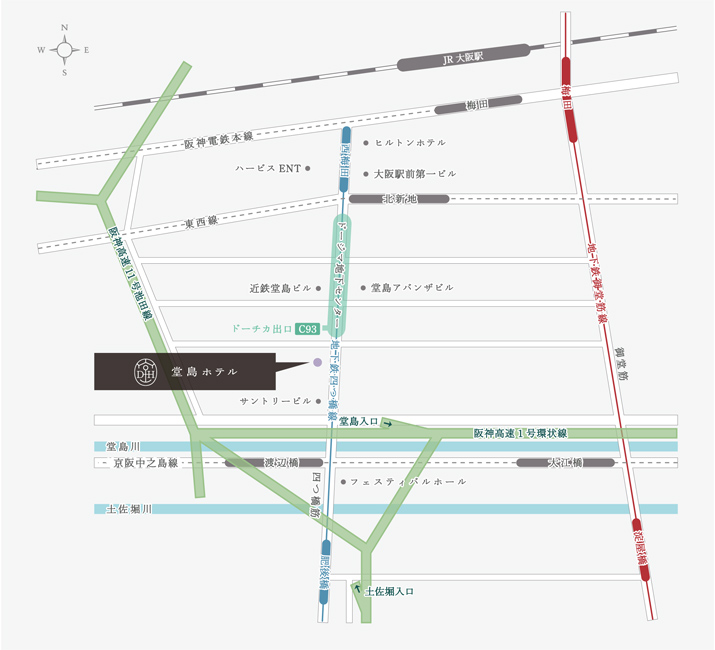 N
W
E
S
JR 大阪駅
梅田
梅田
阪神電鉄本線
西梅田
ヒルトンホテル
ハービス ENT
大阪駅前第一ビル
北新地
東西線
阪神高速11号池田線
ドージマ地下センター
地下鉄御堂筋線
近鉄堂島ビル
堂島アバンザビル
ドーチカ出口 C93
地下鉄四つ橋線
御堂筋
DH
堂島ホテル
サントリービル
堂島入口
阪神高速1号環状線
堂島川
京阪中之島線
渡辺橋
大江橋
四つ橋筋
フェスティバルホール
土佐堀川
淀屋橋
肥後橋
土佐堀入口